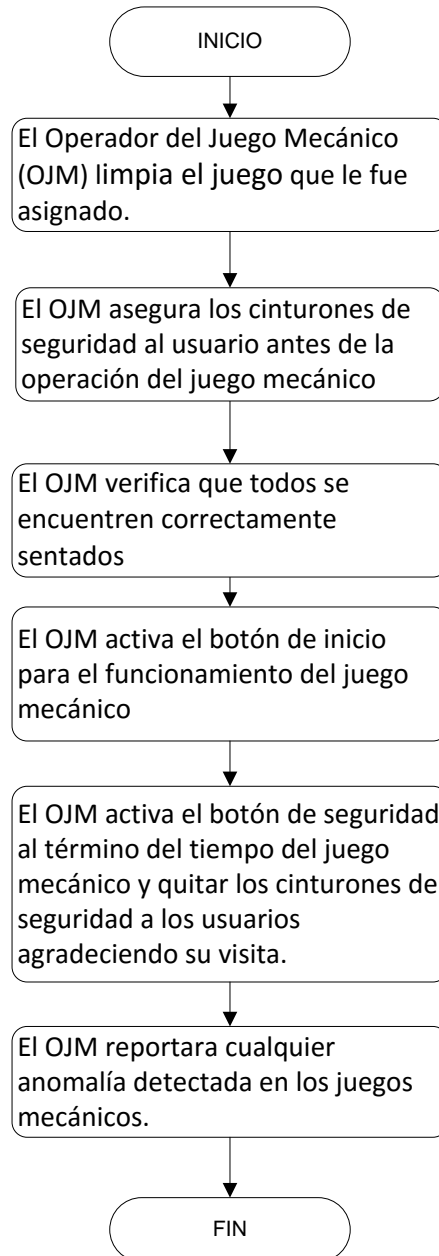 INICIO
El Operador del Juego Mecánico
(OJM) limpia el juego que le fue
asignado.
El OJM asegura los cinturones de
seguridad al usuario antes de la
operación del juego mecánico
El OJM verifica que todos se
encuentren correctamente
sentados
El OJM activa el botón de inicio
para el funcionamiento del juego
mecánico
El OJM activa el botón de seguridad
al término del tiempo del juego
mecánico y quitar los cinturones de
seguridad a los usuarios
agradeciendo su visita.
El OJM reportara cualquier
anomalía detectada en los juegos
mecánicos.
FIN